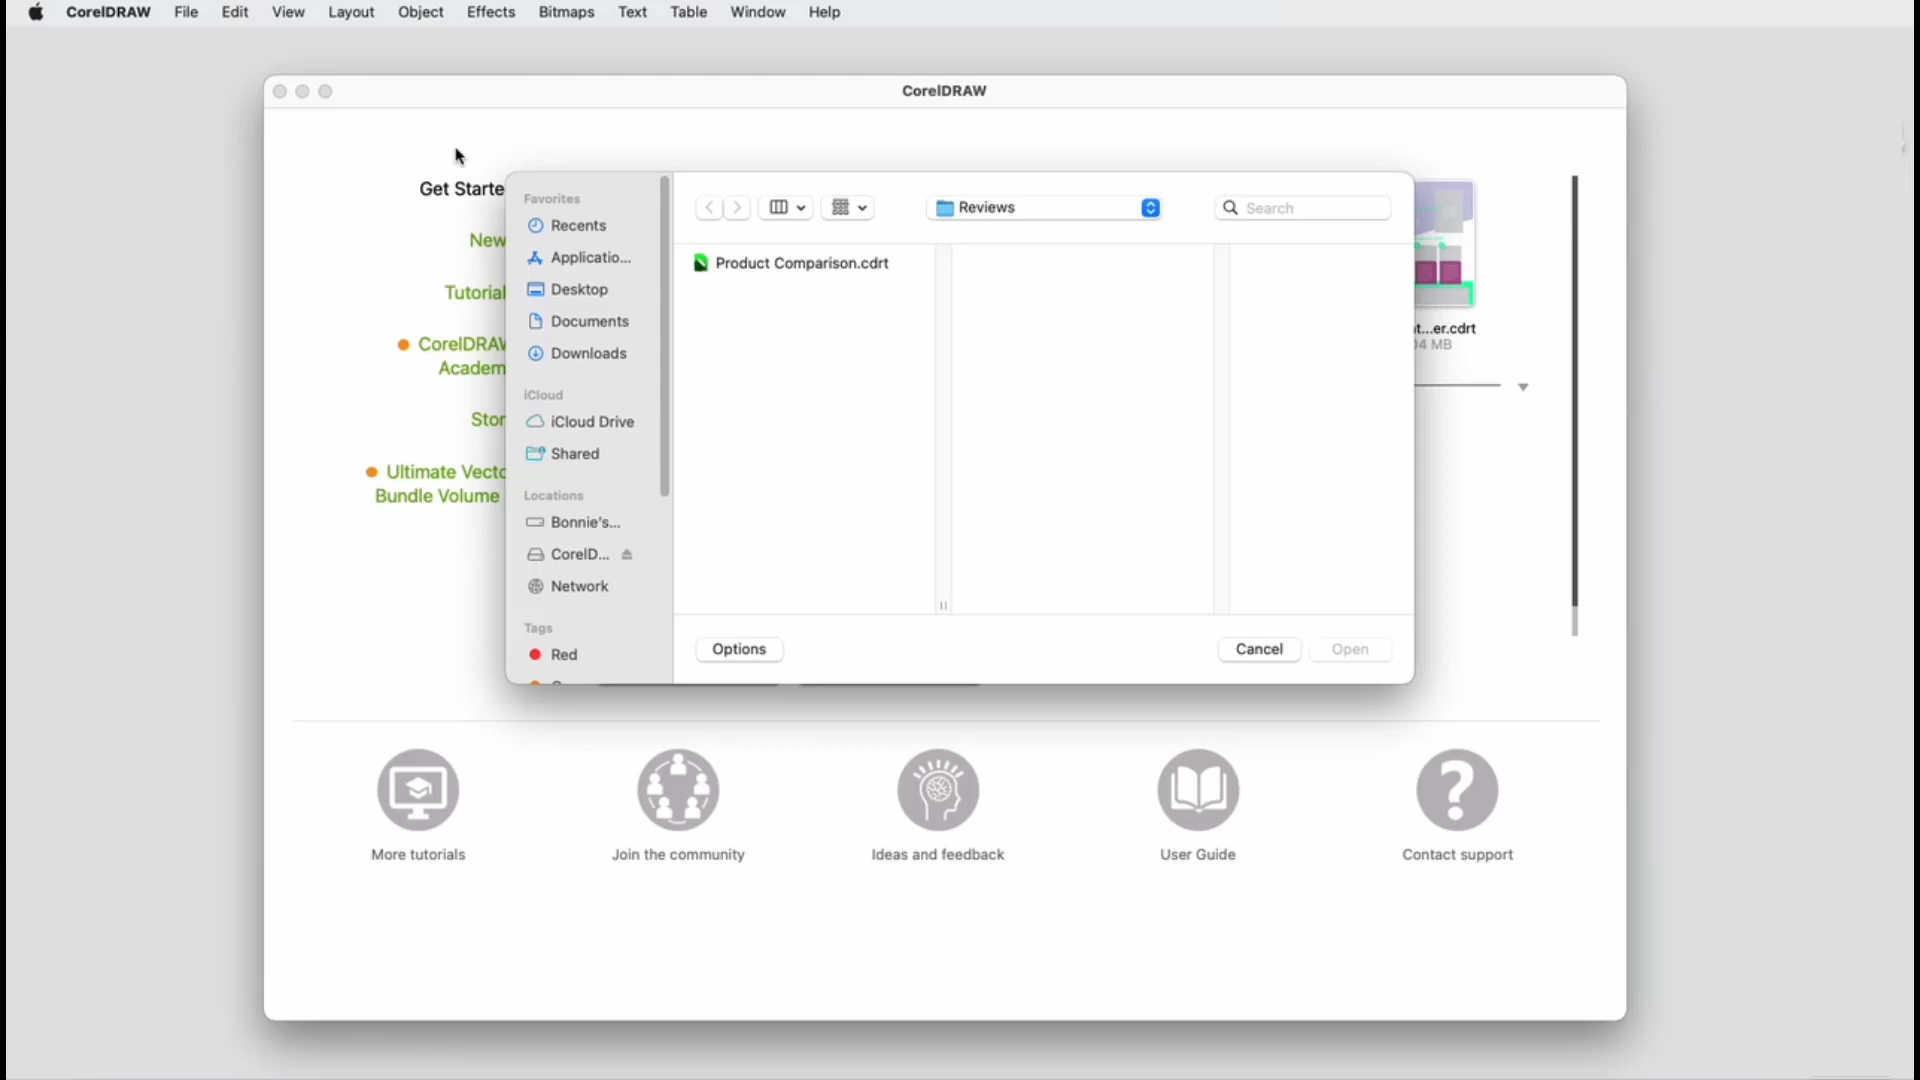 CorelDRAW File Edit View Layout Object Effects Bitmaps Text Table Window Help
CorelDRAW
Get Starte
New
Tutorial
CorelDRAW
Academ
Stor
Ultimate Vecto
Bundle Volume
Favorites
Recents
Applicatio...
Desktop
Documents
Downloads
iCloud
iCloud Drive
Shared
Locations
Bonnie's...
CorelD...
Network
Tags
Red
Reviews
Search
Product Comparison.cdrt
Options
Cancel
Open
t...er.cdrt
04 MB
More tutorials
Join the community
Ideas and feedback
User Guide
Contact support